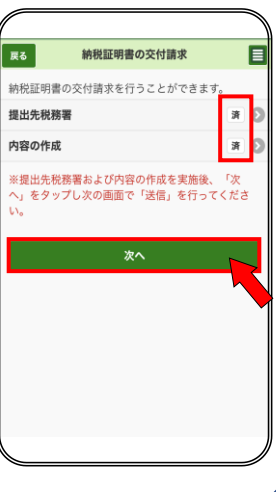 戻る 納税証明書の交付請求
納税証明書の交付請求を行うことができます。
提出先税務署 済
内容の作成 済
※提出先税務署および内容の作成を実施後、「次
へ」をタップし次の画面で「送信」を行ってくださ
い。
次へ